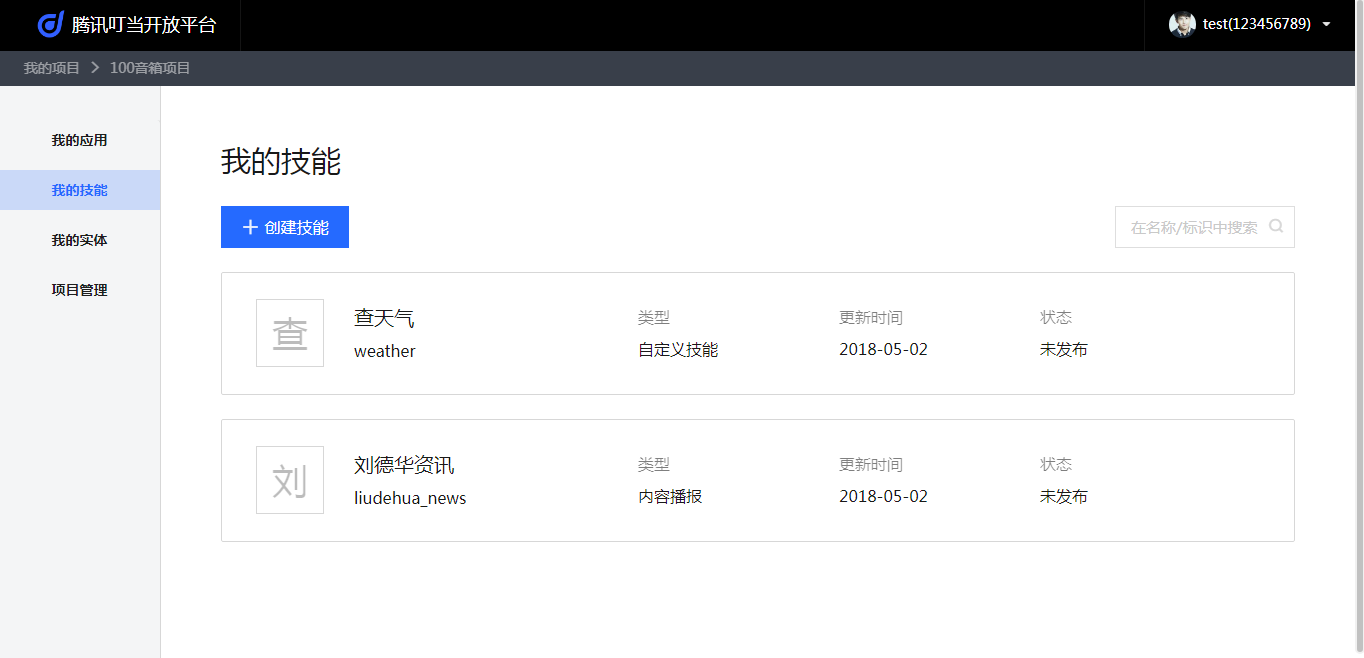 腾讯叮当开放平台
test(123456789)
我的项目 > 100音箱项目
我的应用
我的技能
我的实体
项目管理
我的技能
+ 创建技能
在名称/标识中搜索
查
查天气
weather
类型
自定义技能
更新时间
2018-05-02
状态
未发布
刘
刘德华资讯
liudehua_news
类型
内容播报
更新时间
2018-05-02
状态
未发布